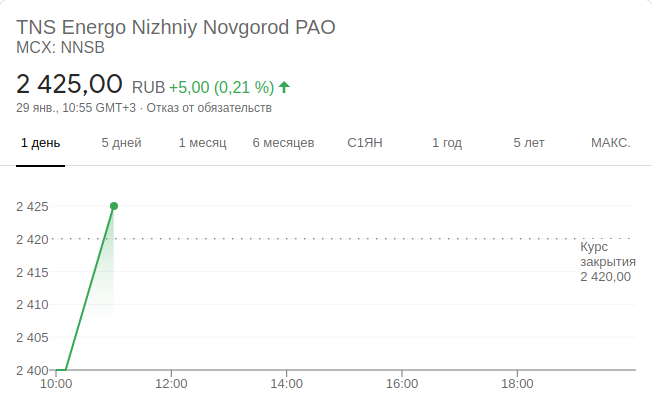 TNS Energo Nizhniy Novgorod PAO
MCX: NNSB
2 425,00 RUB +5,00 (0,21 %)
29 янв., 10:55 GMT+3 · Отказ от обязательств
1 день 5 дней 1 месяц 6 месяцев С1ЯН 1 год 5 лет МАКС.
2 425
2 420
Курс
закрытия
2 420,00
2 415
2 410
2 405
2 400
10:00 12:00 14:00 16:00 18:00